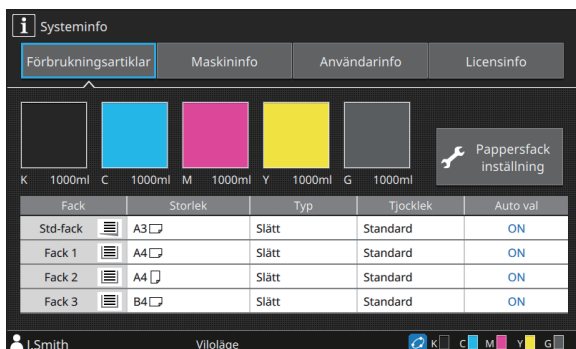 i Systeminfo
Förbrukningsartiklar Maskininfo Användarinfo Licensinfo
K 1000ml C 1000ml M 1000ml Y 1000ml G 1000ml
Pappersfack
inställning
Fack Storlek Typ Tjocklek Auto val
Std-fack A3 Slätt Standard ON
Fack 1 A4 Slätt Standard ON
Fack 2 A4 Slätt Standard ON
Fack 3 B4 Slätt Standard ON
J.Smith Viloläge K C M Y G